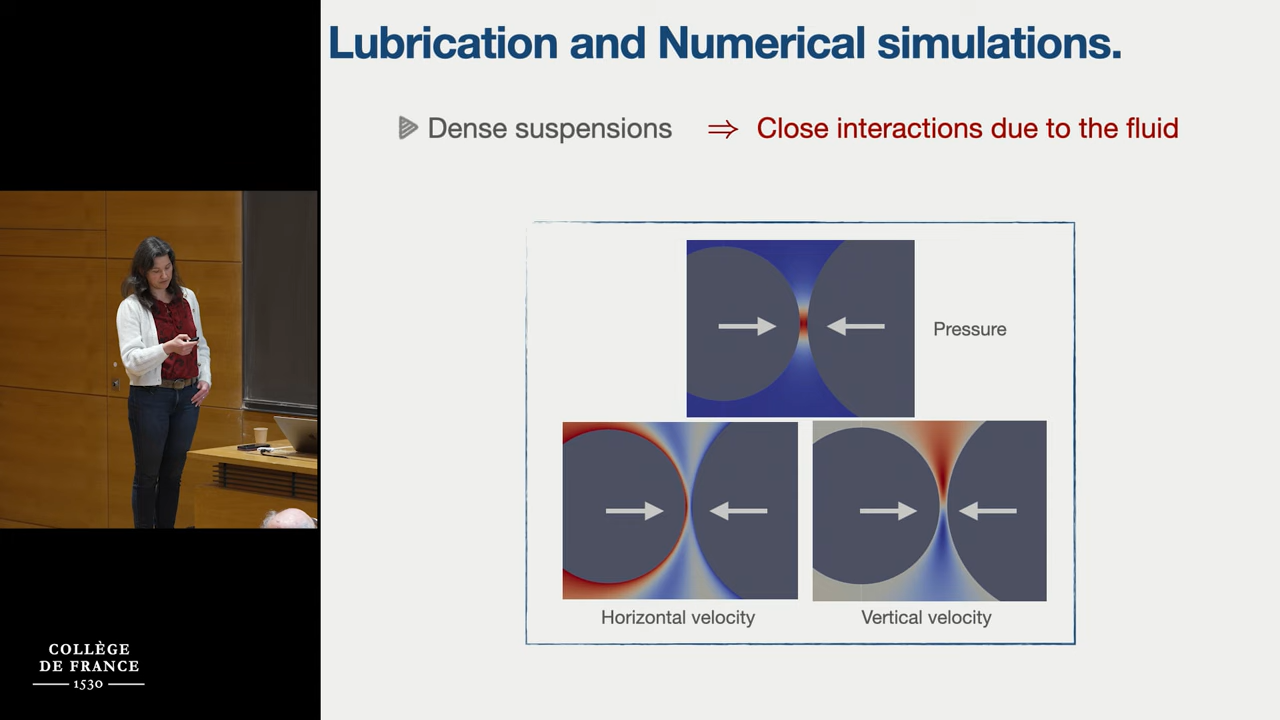 Lubrication and Numerical simulations.
Dense suspensions ⇒ Close interactions due to the fluid
Pressure
Horizontal velocity
Vertical velocity
COLLÈGE
DE FRANCE
1530